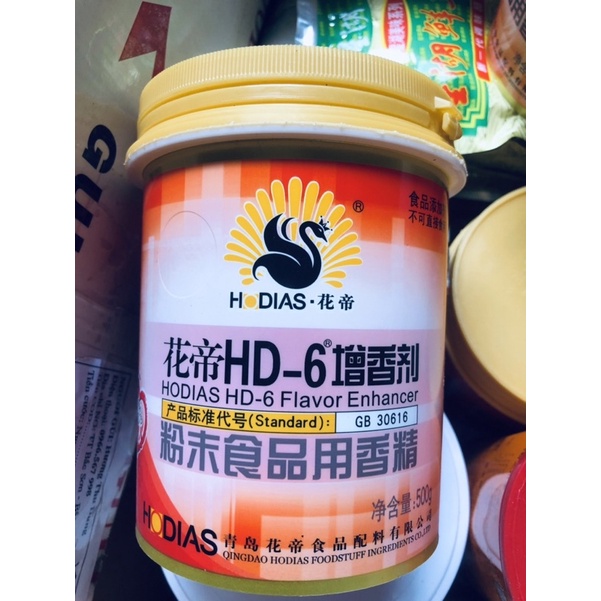 食品添加
不可直接食
®
HODIAS·花帝
花帝HD-6®增香剂
HODIAS HD-6 Flavor Enhancer
产品标准代号(Standard): GB 30616
粉末食品用香精
净含量:500g
HODIAS 青岛花帝食品配料有限公司
QINGDAO HODIAS FOODSTUFF INGREDIENTS CO.,LTD